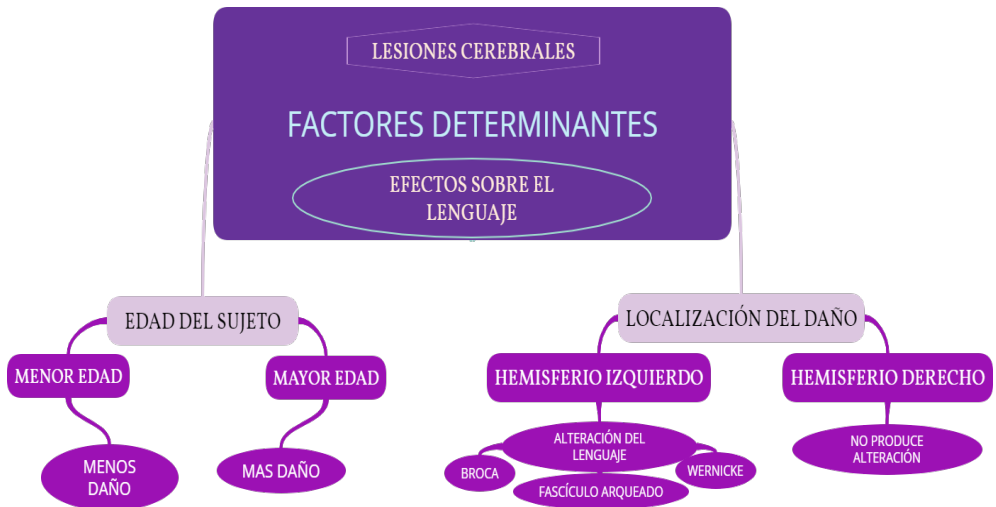 LESIONES CEREBRALES
FACTORES DETERMINANTES
EFECTOS SOBRE EL
LENGUAJE
EDAD DEL SUJETO
LOCALIZACIÓN DEL DAÑO
MENOR EDAD
MAYOR EDAD
HEMISFERIO IZQUIERDO
HEMISFERIO DERECHO
MENOS
DAÑO
MAS DAÑO
ALTERACIÓN DEL
LENGUAJE
BROCA
FASCÍCULO ARQUEADO
WERNICKE
NO PRODUCE
ALTERACIÓN